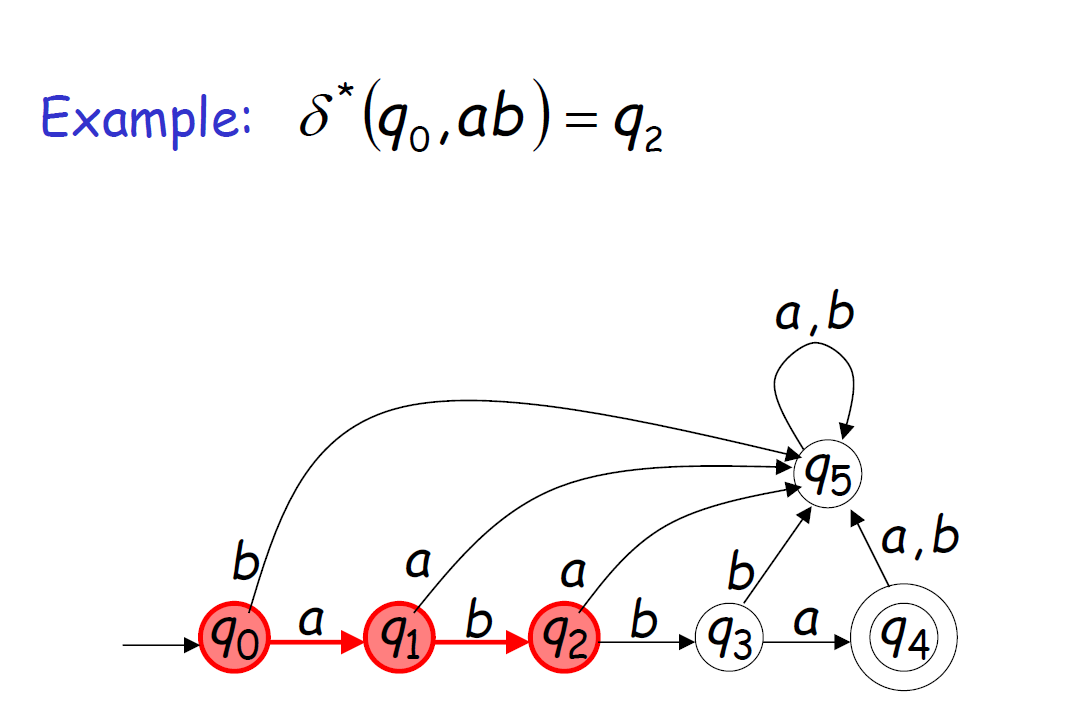 Example: δ*(q₀,ab) = q₂
a,b
q₅
a,b
b a a b
q₀ a q₁ b q₂ b q₃ a q₄